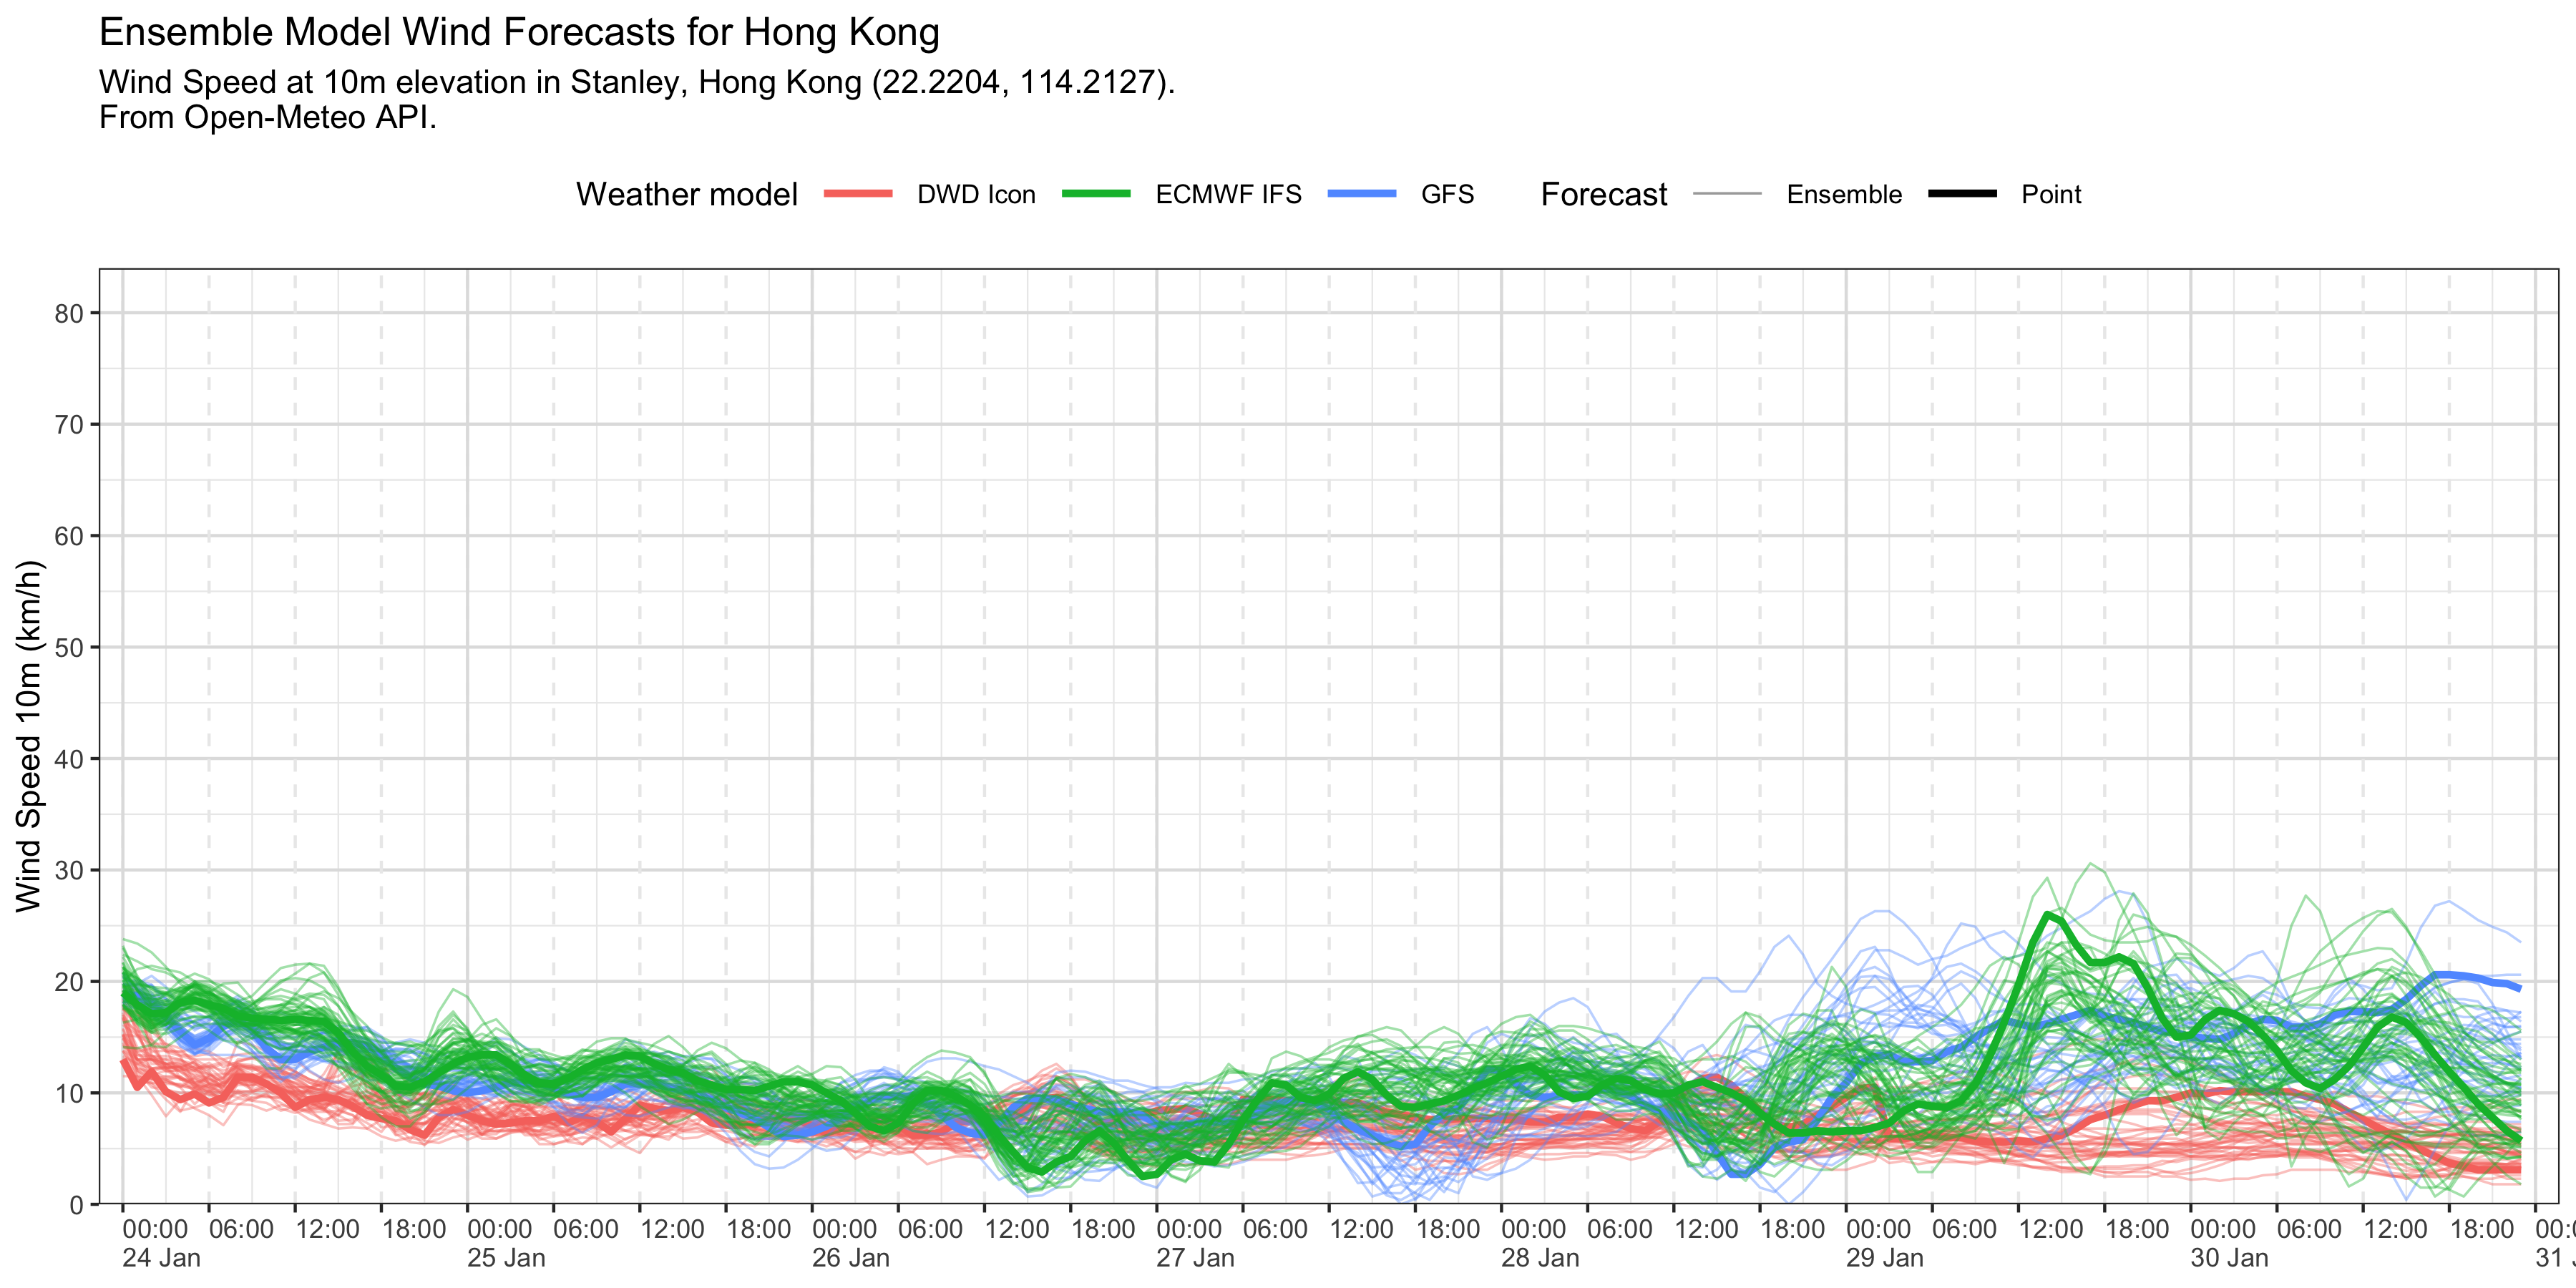 Ensemble Model Wind Forecasts for Hong Kong
Wind Speed at 10m elevation in Stanley, Hong Kong (22.2204, 114.2127).
From Open-Meteo API.
Weather model DWD Icon ECMWF IFS GFS Forecast Ensemble Point
Wind Speed 10m (km/h)
80
70
60
50
40
30
20
10
0
00:00 06:00 12:00 18:00 00:00 06:00 12:00 18:00 00:00 06:00 12:00 18:00 00:00 06:00 12:00 18:00 00:00 06:00 12:00 18:00 00:00 06:00 12:00 18:00 00:00 06:00 12:00 18:00 00:0
24 Jan 25 Jan 26 Jan 27 Jan 28 Jan 29 Jan 30 Jan 31 J